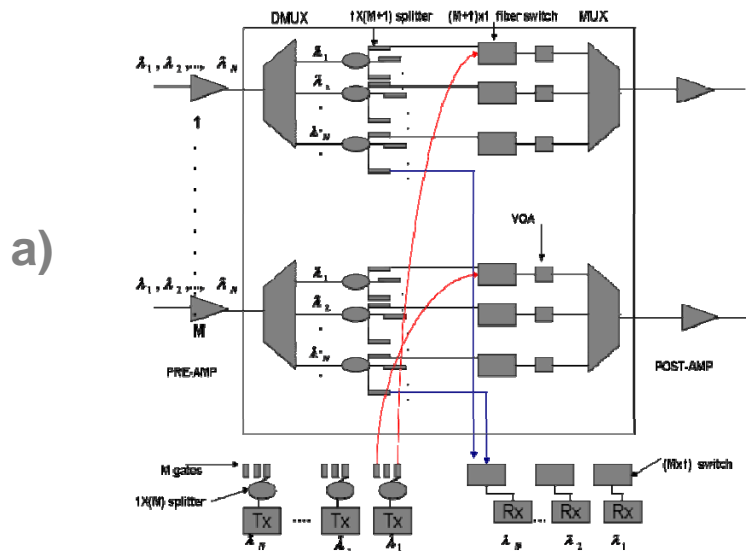 DMUX
1X(M+1) splitter
(M+1)x1 fiber switch
MUX
λ1
λ1 , λ2 ,..., λN
λ2
1
λN
a)
VOA
λ1
λ1 , λ2 ,..., λN
λ2
M
λN
PRE-AMP
POST-AMP
M gates
(Mx1) switch
1X(M) splitter
Tx
Tx
Tx
Rx
Rx
Rx
λN
λ1
λN
λ2
λ1